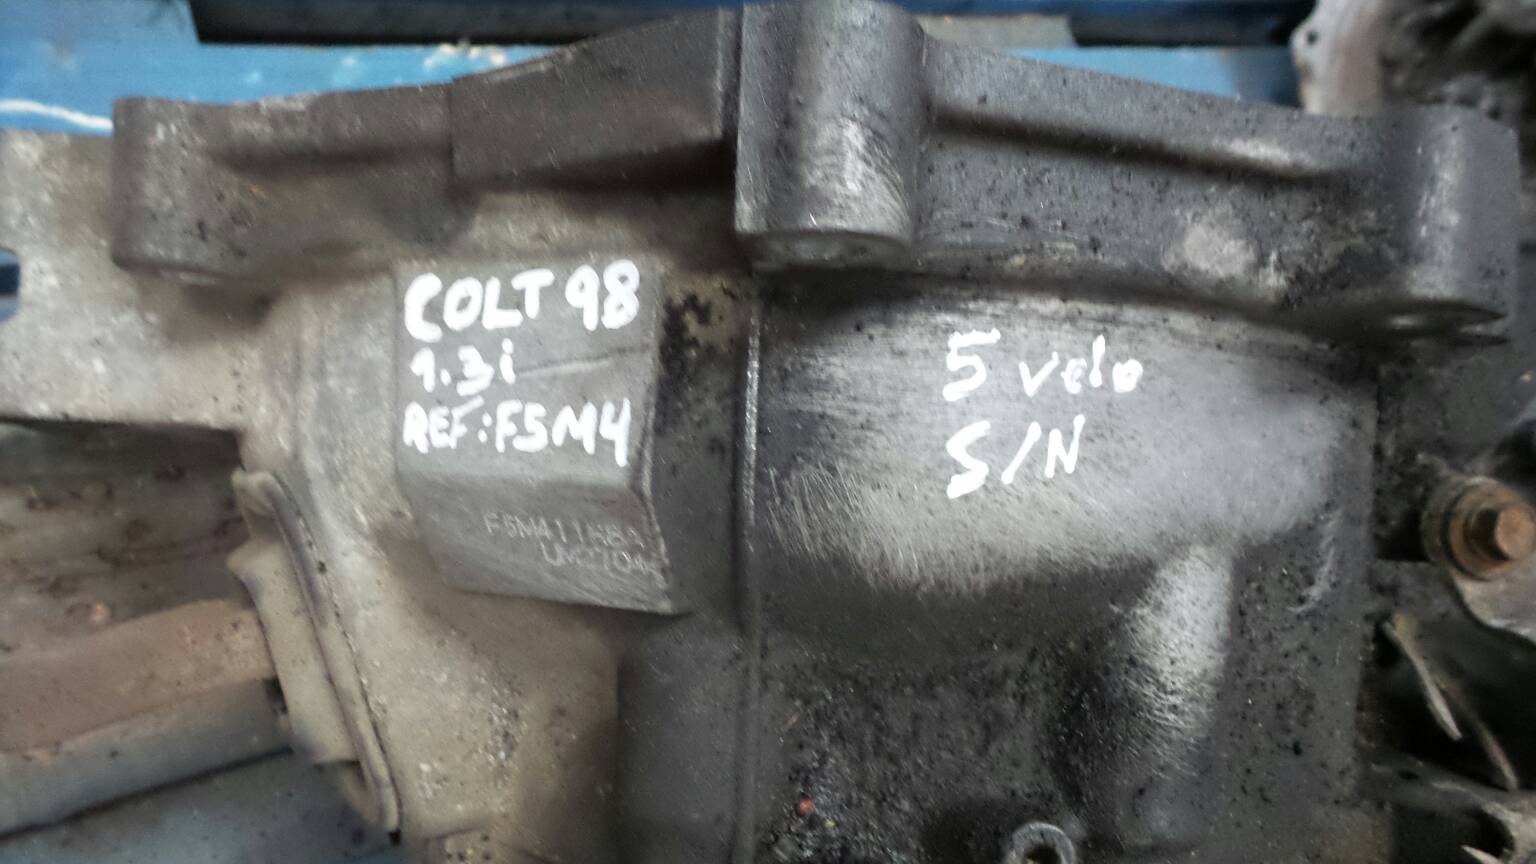 COLT 98
1.3i
REF: F5M4
5 velo
S/N